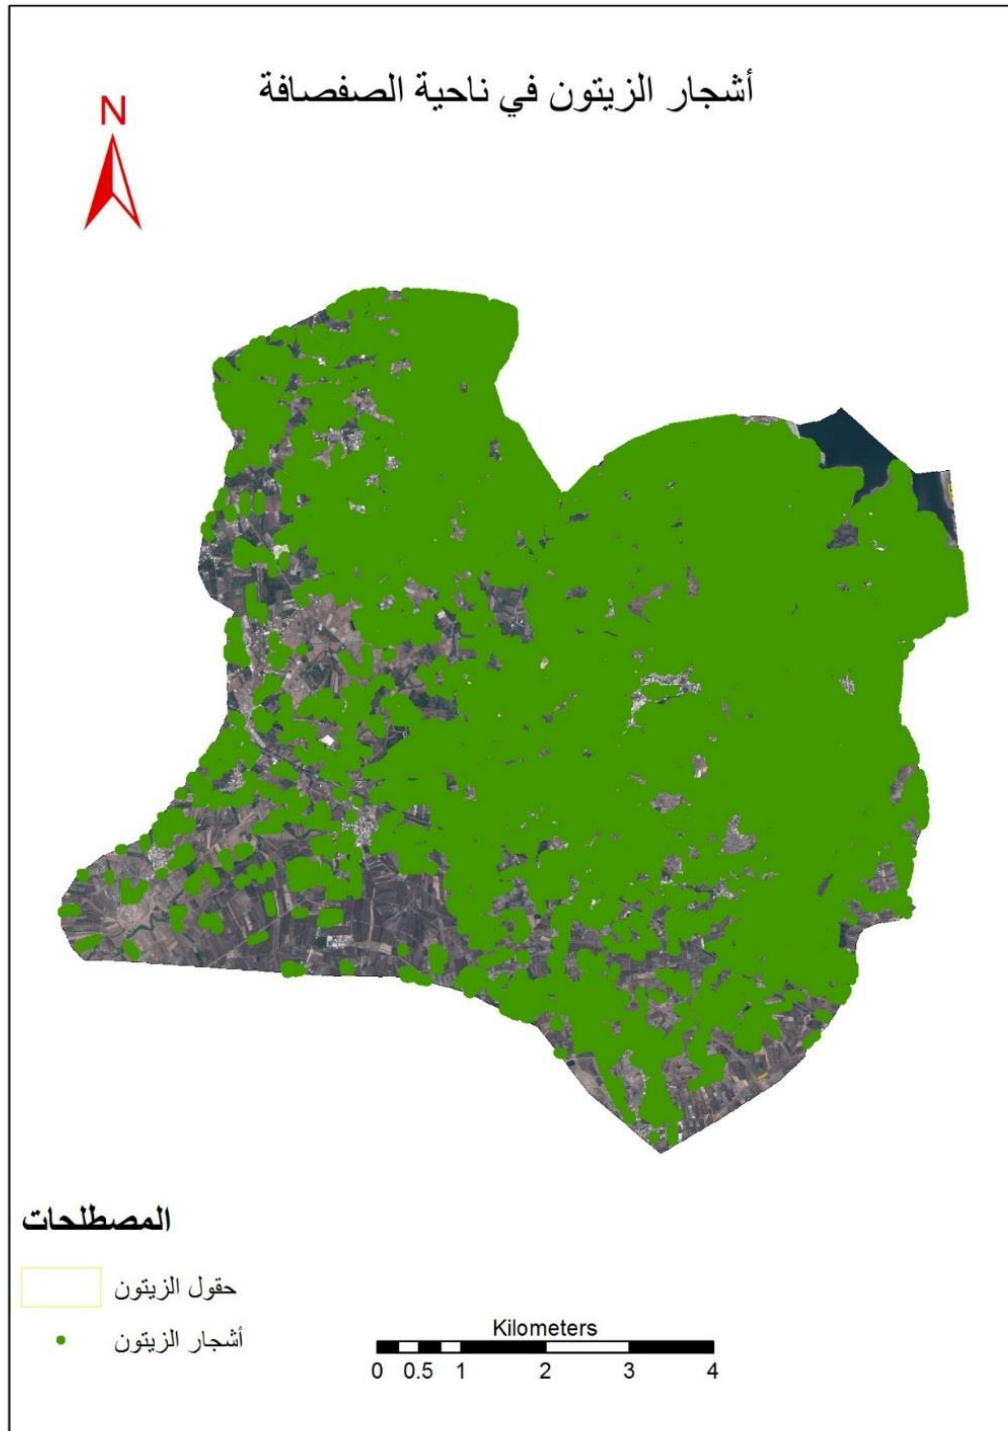 أشجار الزيتون في ناحية الصفصافة
N
المصطلحات
حقول الزيتون
أشجار الزيتون
Kilometers
0 0.5 1 2 3 4